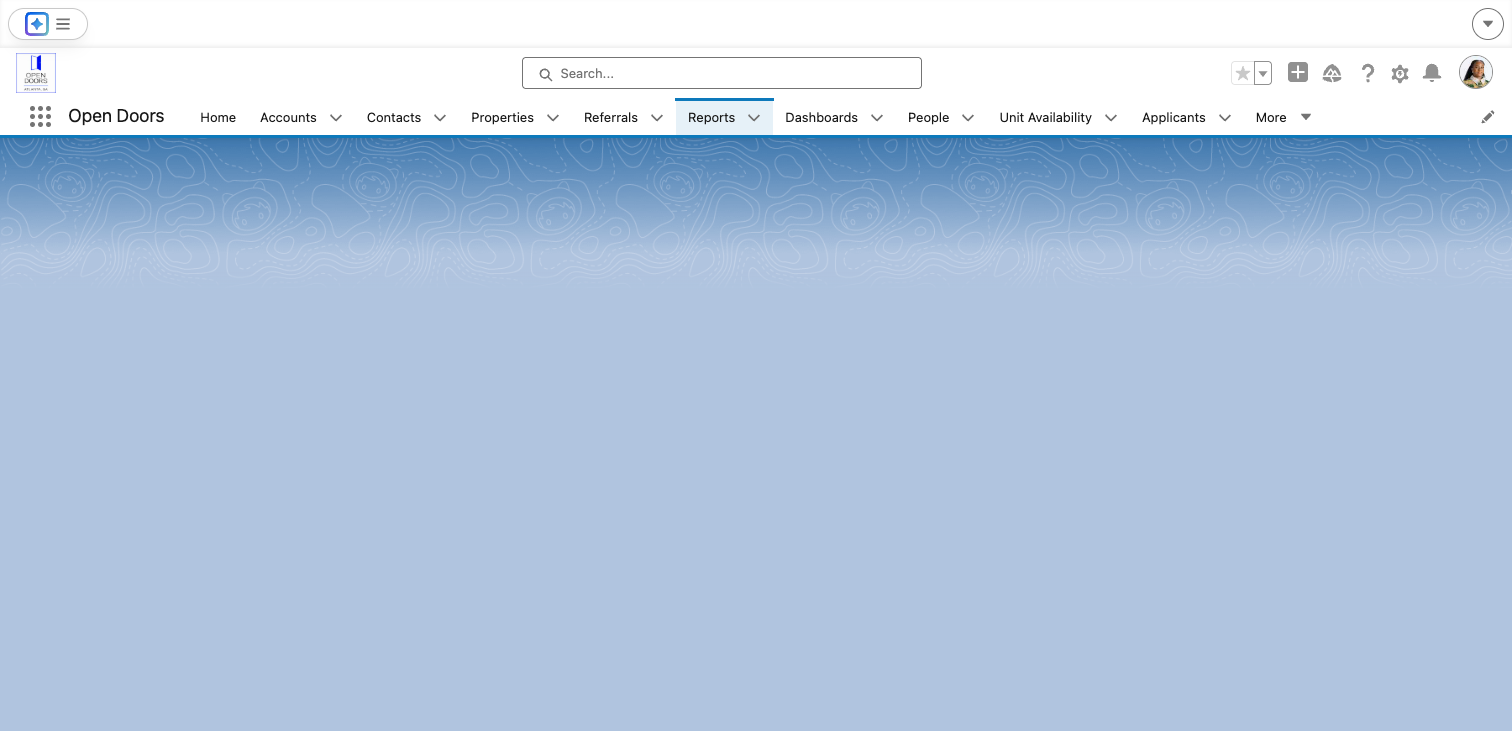 OPEN
DOORS
ATLANTA, GA
Search...
Open Doors
Home
Accounts
Contacts
Properties
Referrals
Reports
Dashboards
People
Unit Availability
Applicants
More